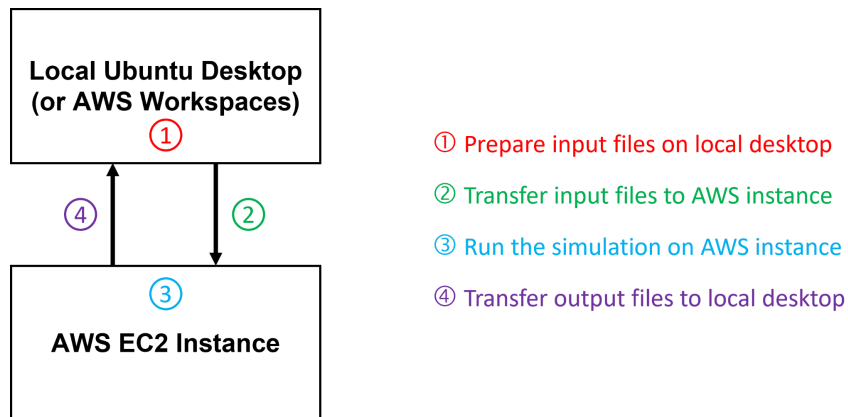 Local Ubuntu Desktop
(or AWS Workspaces)
①
④
②
③
AWS EC2 Instance
① Prepare input files on local desktop
② Transfer input files to AWS instance
③ Run the simulation on AWS instance
④ Transfer output files to local desktop